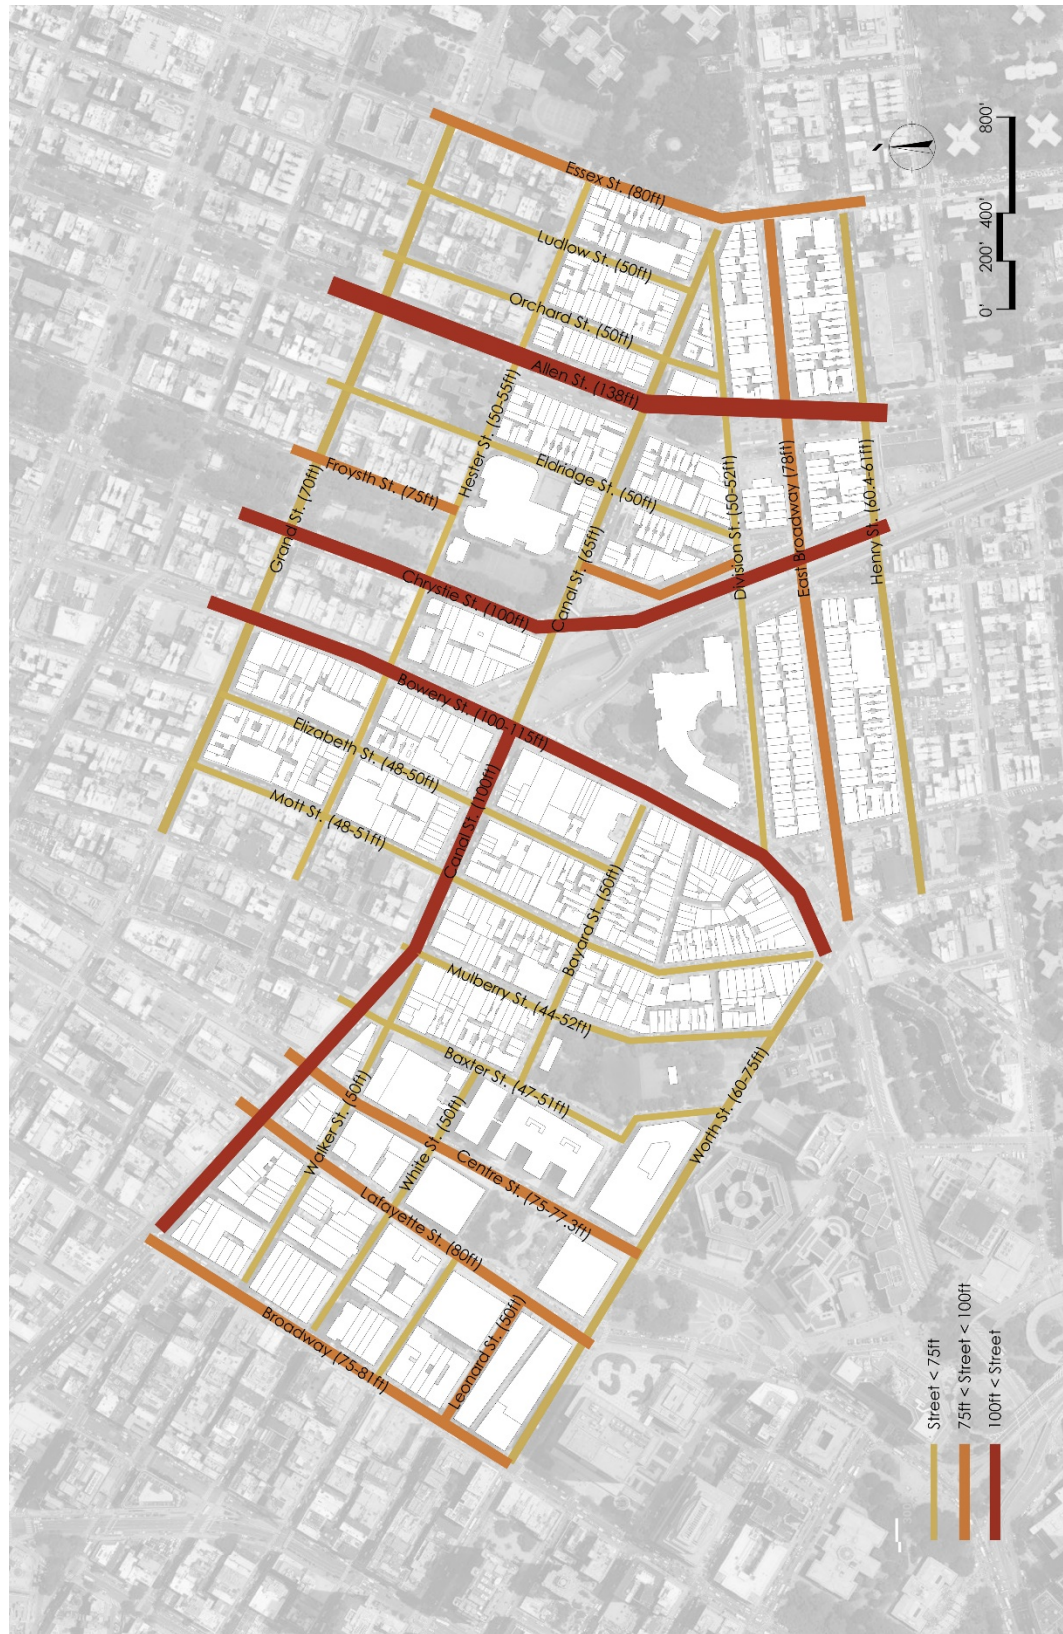 Essex St. (80ft)
Ludlow St. (50ft)
Orchard St. (50ft)
Allen St. (138ft)
Hester St. (50-55ft)
Eldridge St. (50ft)
Froysth St. (75ft)
Grand St. (70ft)
Chrystie St. (100ft)
Canal St. (65ft)
Division St. (50-52ft)
East Broadway (78ft)
Henry St. (60.4-61ft)
Bowery St. (100-115ft)
Elizabeth St. (48-50ft)
Mott St. (48-51ft)
Canal St. (100ft)
Bayard St. (50ft)
Mulberry St. (44-52ft)
Baxter St. (47-51ft)
Worth St. (60-75ft)
Walker St. (50ft)
White St. (50ft)
Centre St. (75-77.3ft)
Lafayette St. (80ft)
Leonard St. (50ft)
Broadway (75-81ft)
0' 200' 400' 800'
Street < 75ft
75ft < Street < 100ft
100ft < Street